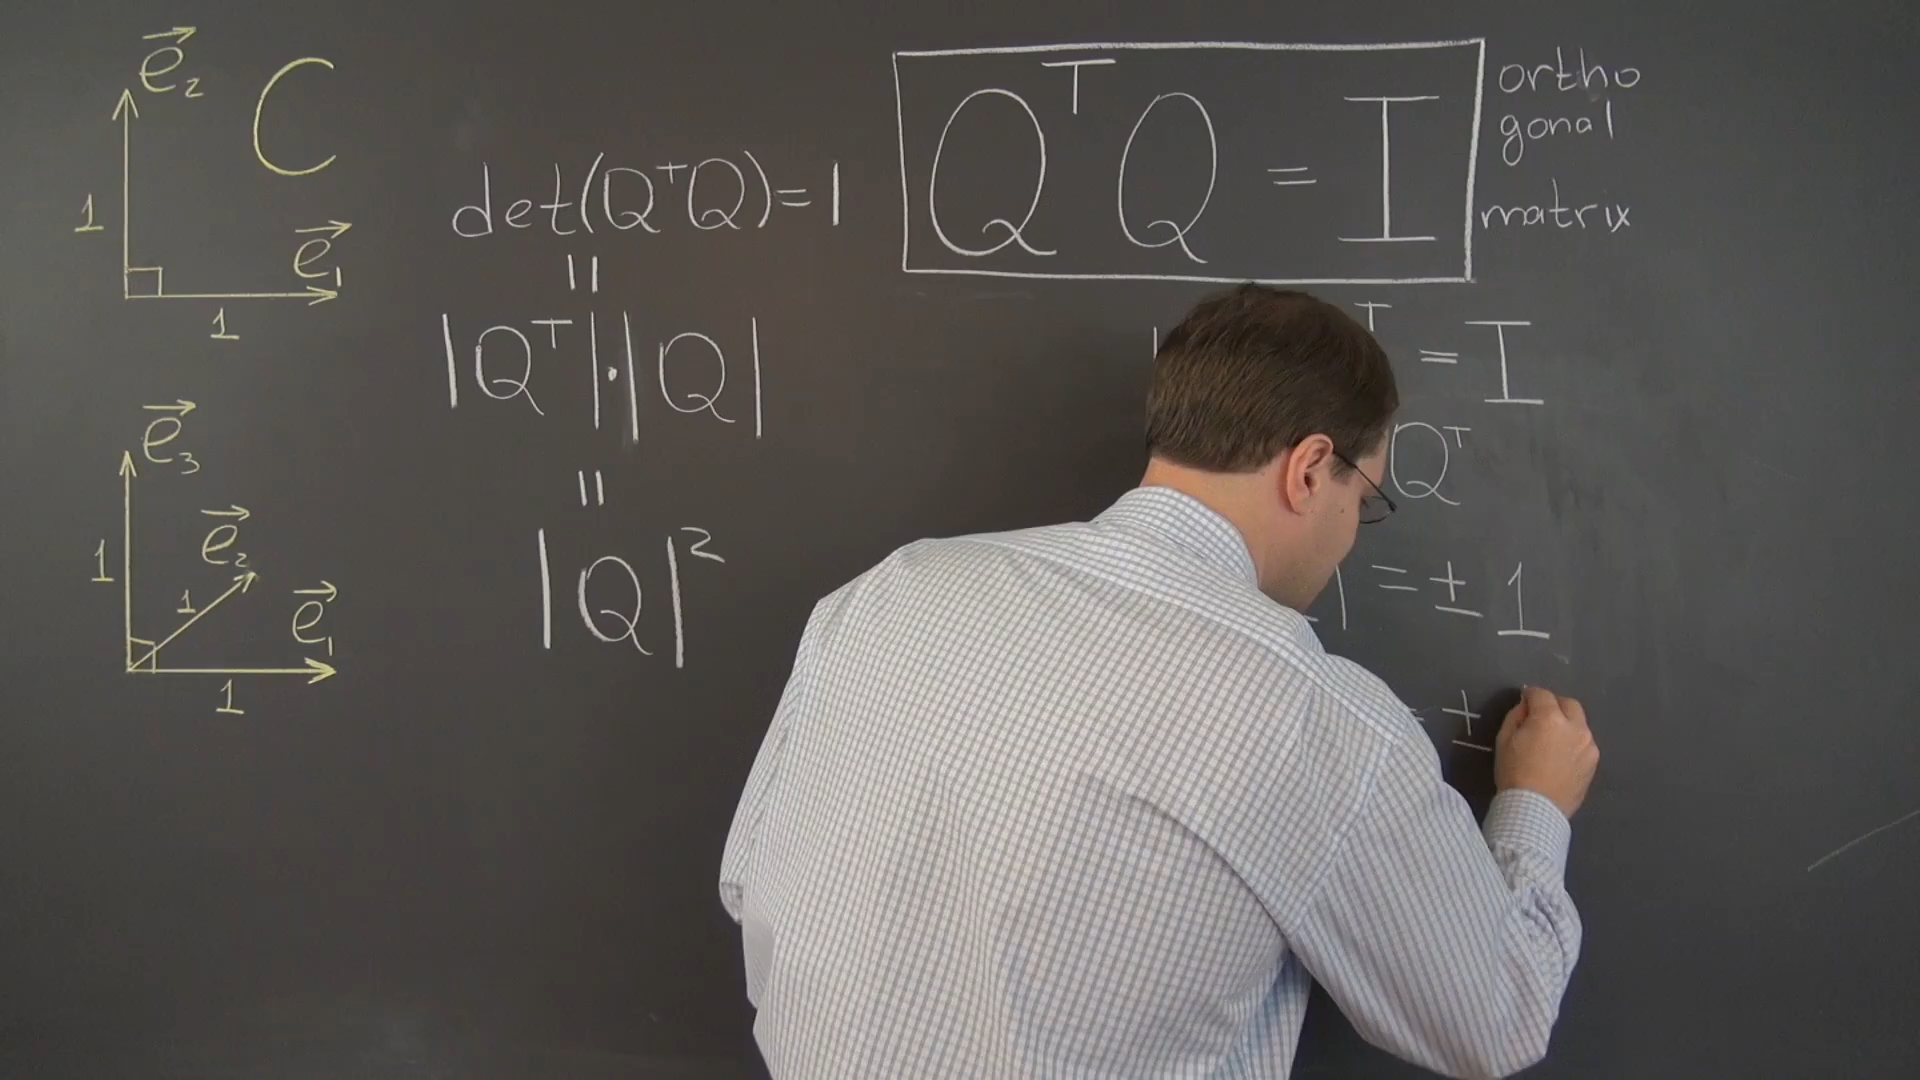 e₂ C
1
e₁
1
e₃
e₂
1
1
e₁
1
det(QᵀQ)=1
=
|Qᵀ|·|Q|
=
|Q|²
QᵀQ = I
ortho
gonal
matrix
ᵀ = I
Qᵀ
| = ± 1
= ±